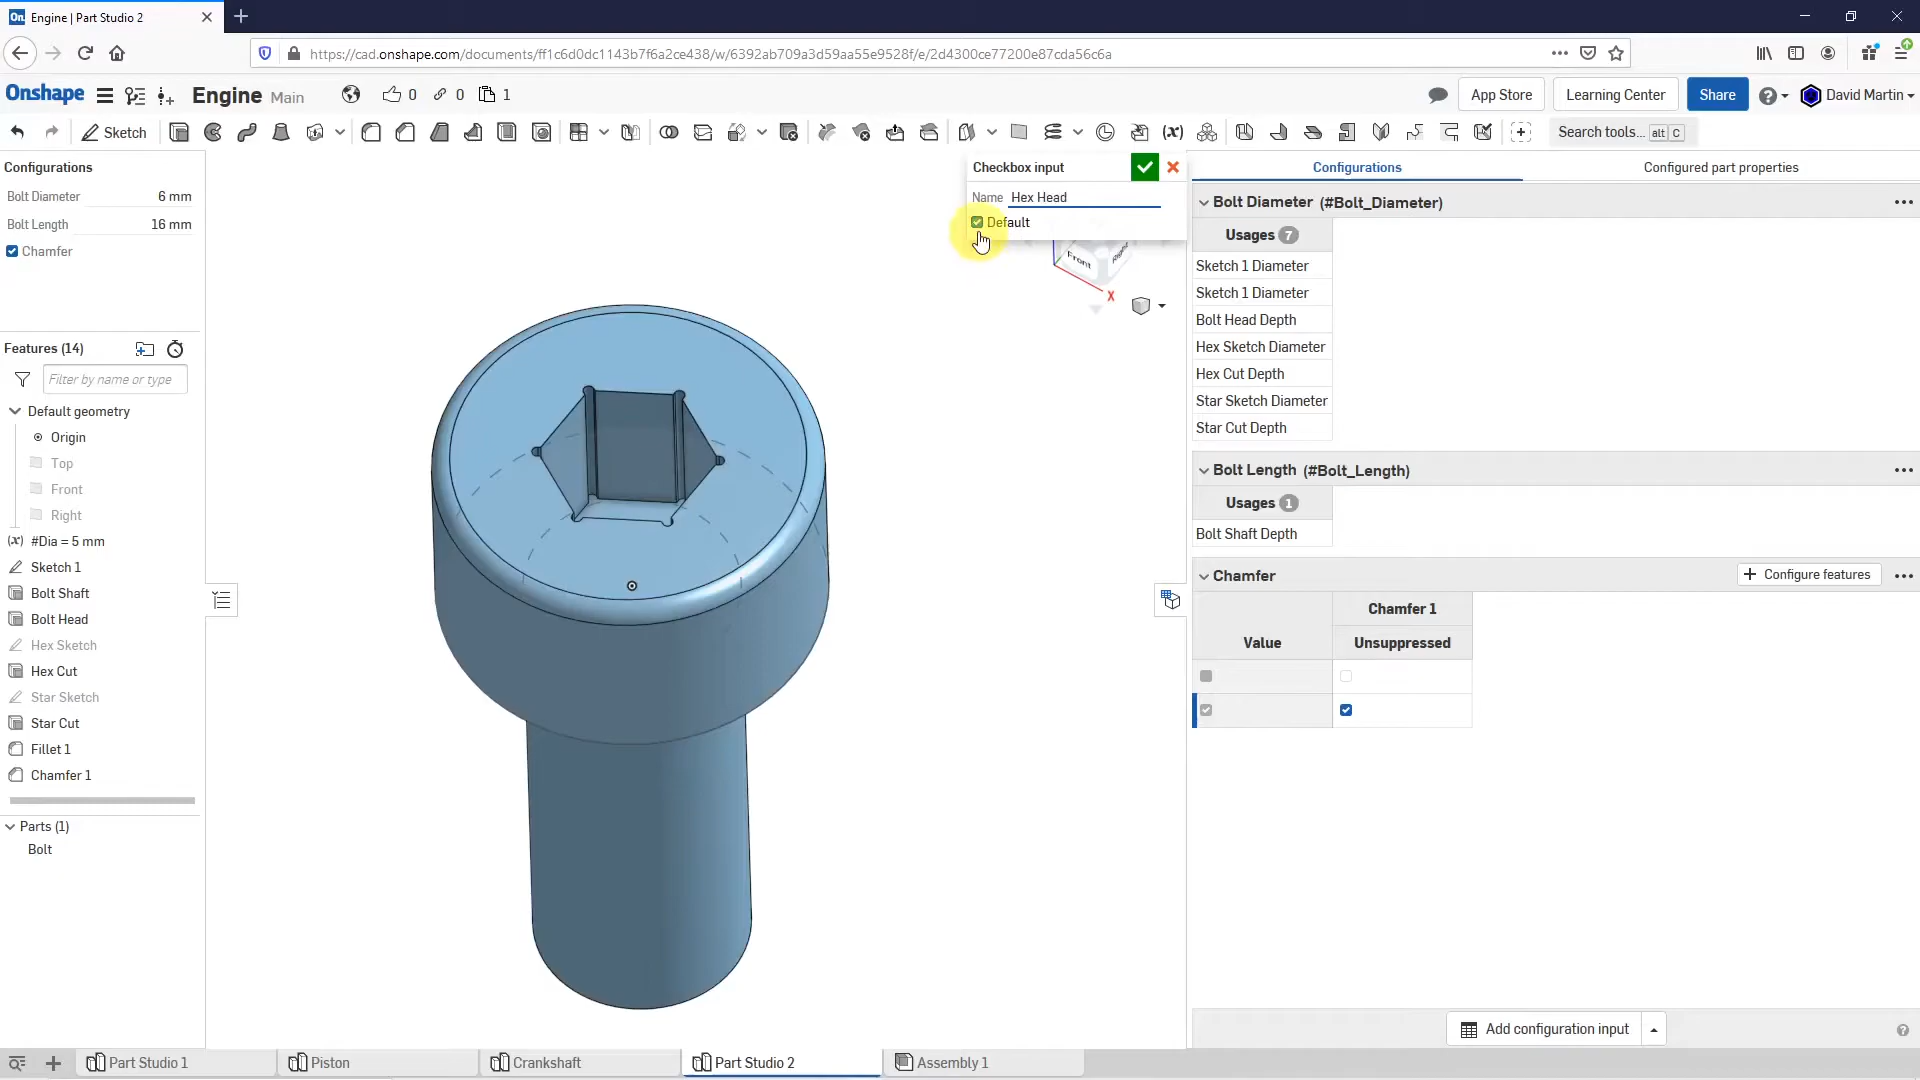 Engine | Part Studio 2
https://cad.onshape.com/documents/ff1c6d0dc1143b7f6a2ce438/w/6392ab709a3d59aa55e9528f/e/2d4300ce77200e87cda56c6a
Onshape Engine Main 0 0 1 App Store Learning Center Share David Martin
Sketch Search tools... alt C
Configurations
Bolt Diameter 6 mm
Bolt Length 16 mm
Chamfer
Features (14)
Filter by name or type
Default geometry
Origin
Top
Front
Right
(x) #Dia = 5 mm
Sketch 1
Bolt Shaft
Bolt Head
Hex Sketch
Hex Cut
Star Sketch
Star Cut
Fillet 1
Chamfer 1
Parts (1)
Bolt
Checkbox input
Name Hex Head
Default
Front Right
X
Configurations Configured part properties
Bolt Diameter (#Bolt_Diameter)
Usages 7
Sketch 1 Diameter
Sketch 1 Diameter
Bolt Head Depth
Hex Sketch Diameter
Hex Cut Depth
Star Sketch Diameter
Star Cut Depth
Bolt Length (#Bolt_Length)
Usages 1
Bolt Shaft Depth
Chamfer + Configure features
Chamfer 1
Value Unsuppressed
Add configuration input
Part Studio 1 Piston Crankshaft Part Studio 2 Assembly 1